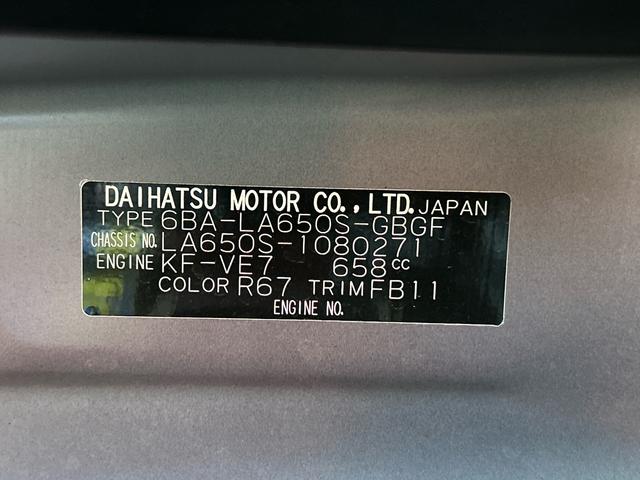 DAIHATSU MOTOR CO., LTD. JAPAN
TYPE 6BA-LA650S-GBGF
CHASSIS NO. LA650S-1080271
ENGINE KF-VE7 658cc
COLOR R67 TRIM FB11
ENGINE NO.